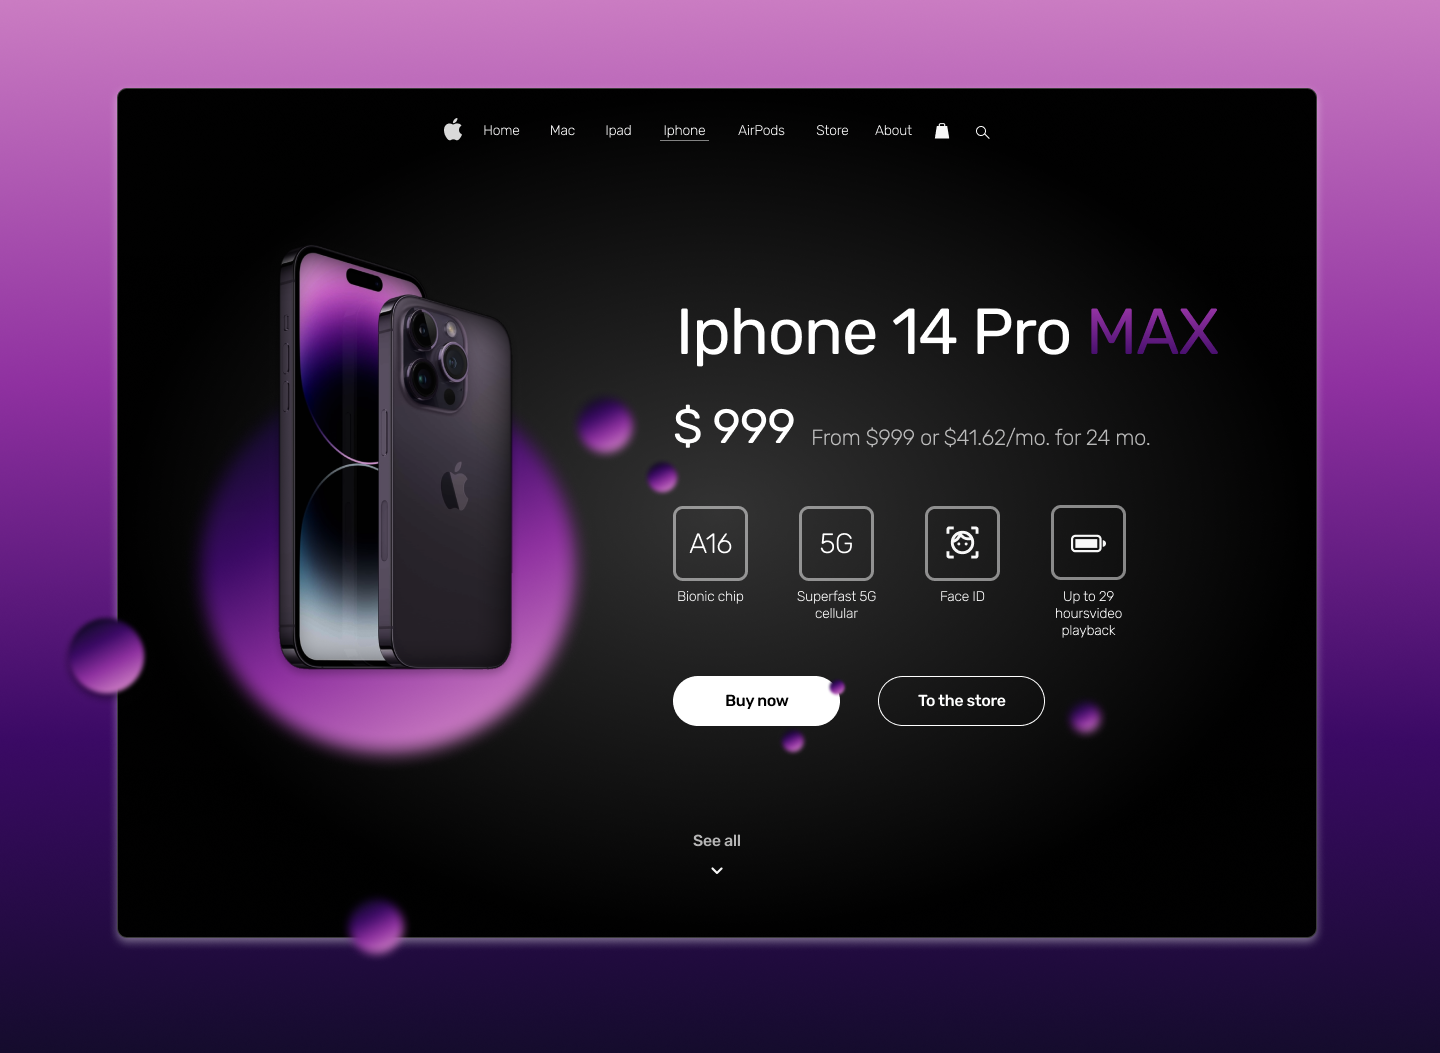 Home Mac Ipad Iphone AirPods Store About
Iphone 14 Pro MAX
$ 999 From $999 or $41.62/mo. for 24 mo.
A16 5G
Bionic chip
Superfast 5G
cellular
Face ID
Up to 29
hoursvideo
playback
Buy now To the store
See all